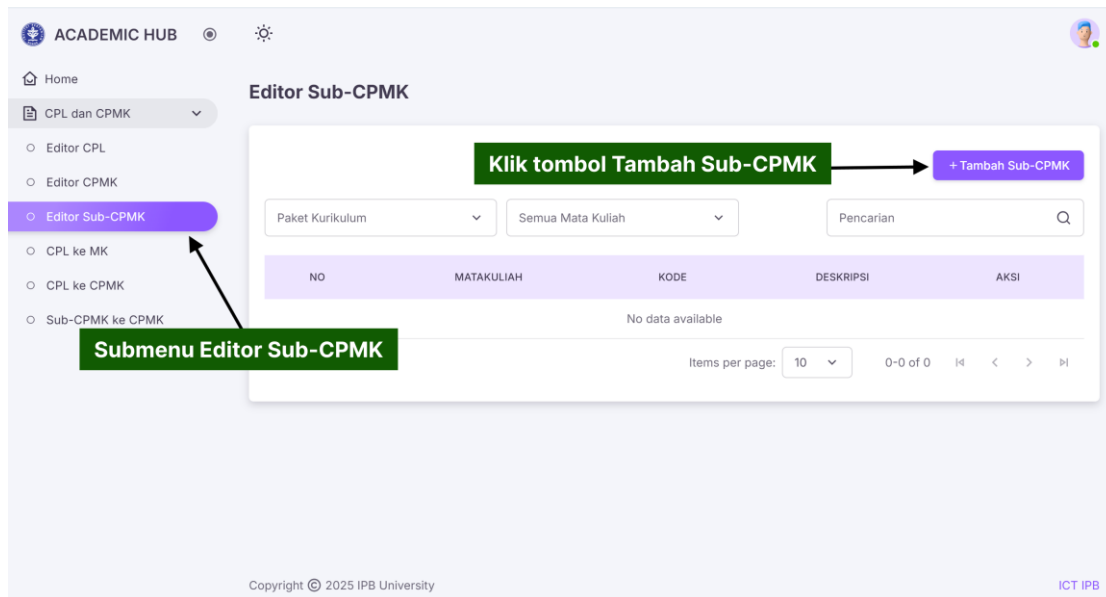 ACADEMIC HUB
Home
CPL dan CPMK
Editor CPL
Editor CPMK
Editor Sub-CPMK
CPL ke MK
CPL ke CPMK
Sub-CPMK ke CPMK
Submenu Editor Sub-CPMK
Editor Sub-CPMK
Klik tombol Tambah Sub-CPMK
+ Tambah Sub-CPMK
Paket Kurikulum Semua Mata Kuliah Pencarian
NO MATAKULIAH KODE DESKRIPSI AKSI
No data available
Items per page: 10 0-0 of 0
Copyright © 2025 IPB University ICT IPB